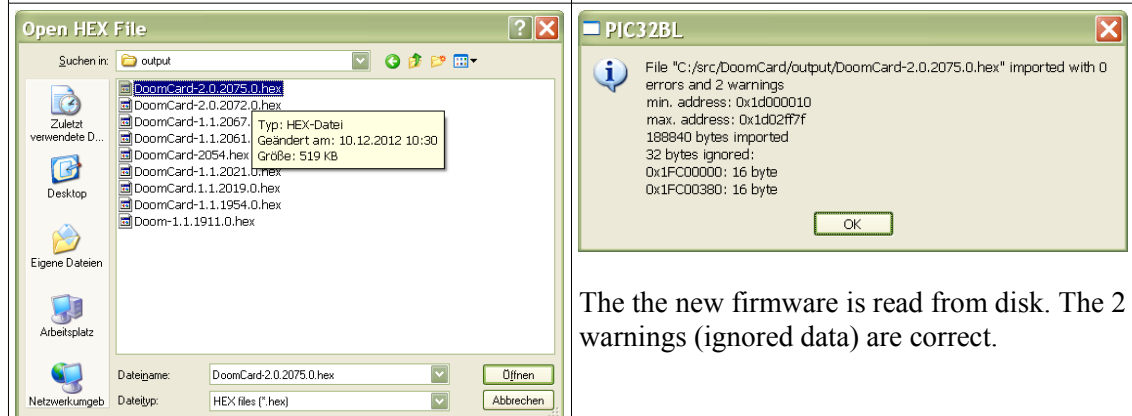 Open HEX File
Suchen in: output
Zuletzt
verwendete D...
Desktop
Eigene Dateien
Arbeitsplatz
Netzwerkumgeb
DoomCard-2.0.2075.0.hex
DoomCard-2.0.2072.0.hex
DoomCard-1.1.2067.
DoomCard-1.1.2061.
DoomCard-2054.hex
DoomCard-1.1.2021.0.hex
DoomCard.1.1.2019.0.hex
DoomCard-1.1.1954.0.hex
Doom-1.1.1911.0.hex
Typ: HEX-Datei
Geändert am: 10.12.2012 10:30
Größe: 519 KB
Dateiname: DoomCard-2.0.2075.0.hex Öffnen
Dateityp: HEX files (*.hex) Abbrechen
PIC32BL
File "C:/src/DoomCard/output/DoomCard-2.0.2075.0.hex" imported with 0
errors and 2 warnings
min. address: 0x1d000010
max. address: 0x1d02ff7f
188840 bytes imported
32 bytes ignored:
0x1FC00000: 16 byte
0x1FC00380: 16 byte
OK
The the new firmware is read from disk. The 2
warnings (ignored data) are correct.